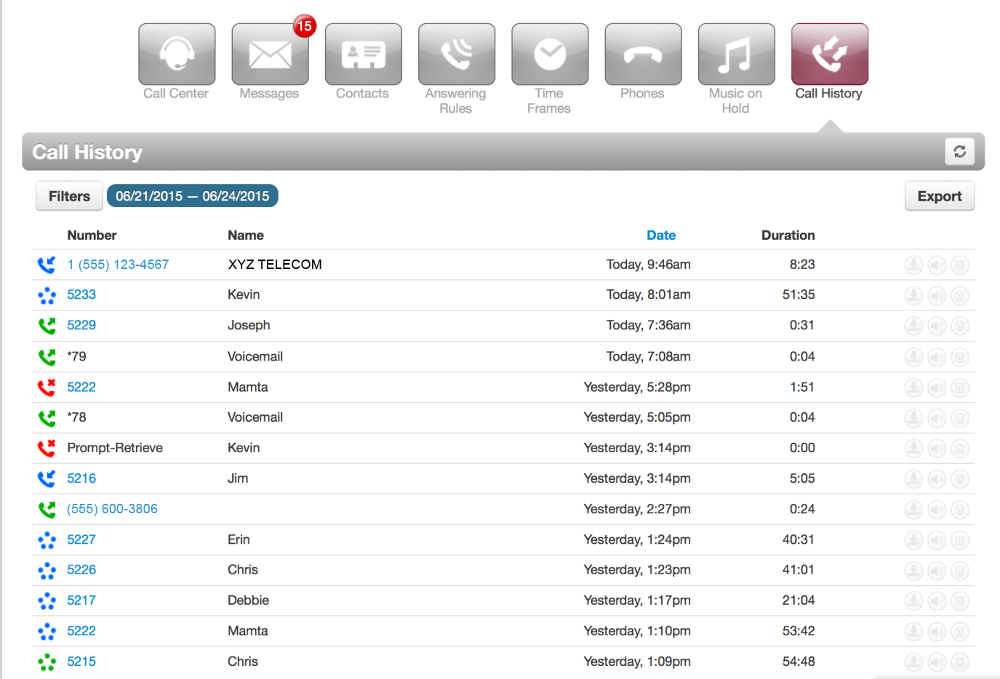 15
Call Center
Messages
Contacts
Answering
Rules
Time
Frames
Phones
Music on
Hold
Call History
Call History
Filters
06/21/2015 — 06/24/2015
Export
Number Name Date Duration
1 (555) 123-4567 XYZ TELECOM Today, 9:46am 8:23
5233 Kevin Today, 8:01am 51:35
5229 Joseph Today, 7:36am 0:31
*79 Voicemail Today, 7:08am 0:04
5222 Mamta Yesterday, 5:28pm 1:51
*78 Voicemail Yesterday, 5:05pm 0:04
Prompt-Retrieve Kevin Yesterday, 3:14pm 0:00
5216 Jim Yesterday, 3:14pm 5:05
(555) 600-3806 Yesterday, 2:27pm 0:24
5227 Erin Yesterday, 1:24pm 40:31
5226 Chris Yesterday, 1:23pm 41:01
5217 Debbie Yesterday, 1:17pm 21:04
5222 Mamta Yesterday, 1:10pm 53:42
5215 Chris Yesterday, 1:09pm 54:48